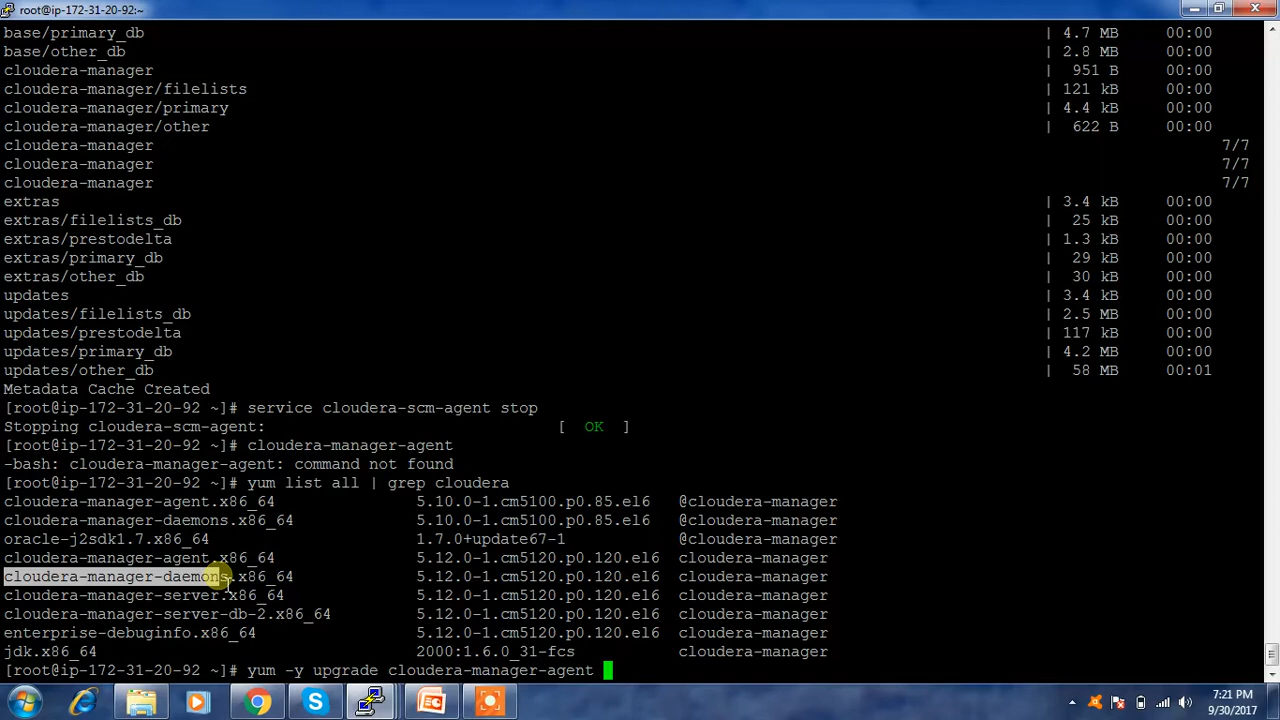 root@ip-172-31-20-92:~
base/primary_db | 4.7 MB 00:00
base/other_db | 2.8 MB 00:00
cloudera-manager | 951 B 00:00
cloudera-manager/filelists | 121 kB 00:00
cloudera-manager/primary | 4.4 kB 00:00
cloudera-manager/other | 622 B 00:00
cloudera-manager 7/7
cloudera-manager 7/7
cloudera-manager 7/7
extras | 3.4 kB 00:00
extras/filelists_db | 25 kB 00:00
extras/prestodelta | 1.3 kB 00:00
extras/primary_db | 29 kB 00:00
extras/other_db | 30 kB 00:00
updates | 3.4 kB 00:00
updates/filelists_db | 2.5 MB 00:00
updates/prestodelta | 117 kB 00:00
updates/primary_db | 4.2 MB 00:00
updates/other_db | 58 MB 00:01
Metadata Cache Created
[root@ip-172-31-20-92 ~]# service cloudera-scm-agent stop
Stopping cloudera-scm-agent: [ OK ]
[root@ip-172-31-20-92 ~]# cloudera-manager-agent
-bash: cloudera-manager-agent: command not found
[root@ip-172-31-20-92 ~]# yum list all | grep cloudera
cloudera-manager-agent.x86_64 5.10.0-1.cm5100.p0.85.el6 @cloudera-manager
cloudera-manager-daemons.x86_64 5.10.0-1.cm5100.p0.85.el6 @cloudera-manager
oracle-j2sdk1.7.x86_64 1.7.0+update67-1 @cloudera-manager
cloudera-manager-agent.x86_64 5.12.0-1.cm5120.p0.120.el6 cloudera-manager
cloudera-manager-daemons.x86_64 5.12.0-1.cm5120.p0.120.el6 cloudera-manager
cloudera-manager-server.x86_64 5.12.0-1.cm5120.p0.120.el6 cloudera-manager
cloudera-manager-server-db-2.x86_64 5.12.0-1.cm5120.p0.120.el6 cloudera-manager
enterprise-debuginfo.x86_64 5.12.0-1.cm5120.p0.120.el6 cloudera-manager
jdk.x86_64 2000:1.6.0_31-fcs cloudera-manager
[root@ip-172-31-20-92 ~]# yum -y upgrade cloudera-manager-agent
7:21 PM
9/30/2017